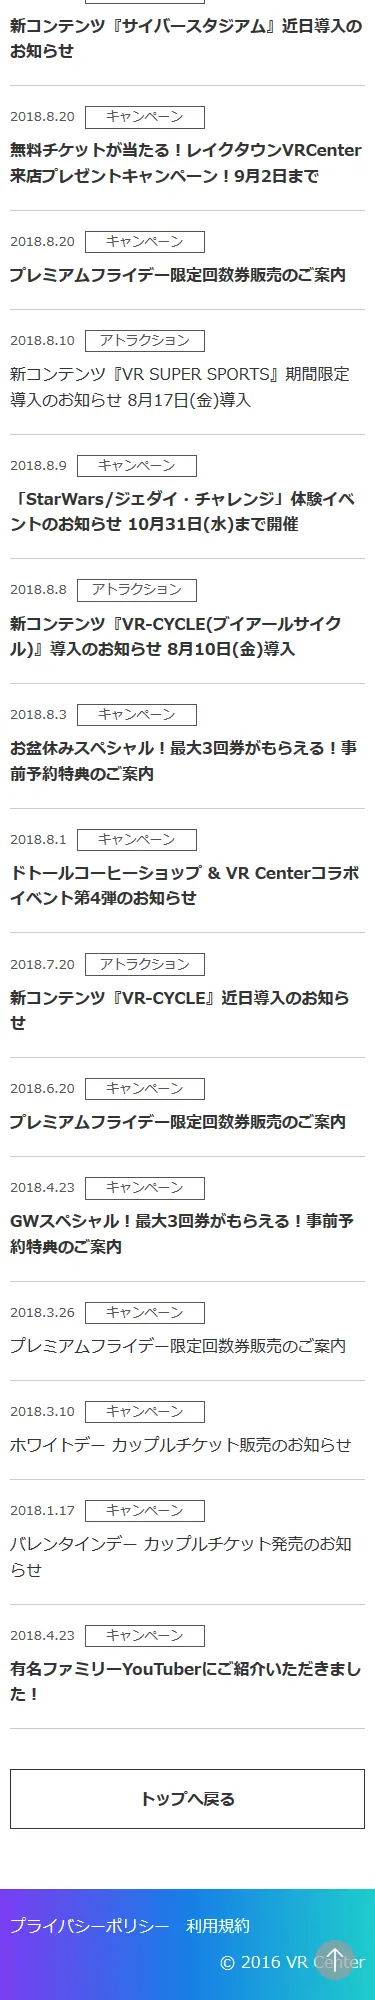 新コンテンツ『サイバースタジアム』近日導入の
お知らせ
2018.8.20 キャンペーン
無料チケットが当たる！レイクタウンVRCenter
来店プレゼントキャンペーン！9月2日まで
2018.8.20 キャンペーン
プレミアムフライデー限定回数券販売のご案内
2018.8.10 アトラクション
新コンテンツ『VR SUPER SPORTS』期間限定
導入のお知らせ 8月17日(金)導入
2018.8.9 キャンペーン
「StarWars/ジェダイ・チャレンジ」体験イベ
ントのお知らせ 10月31日(水)まで開催
2018.8.8 アトラクション
新コンテンツ『VR-CYCLE(ブイアールサイク
ル)』導入のお知らせ 8月10日(金)導入
2018.8.3 キャンペーン
お盆休みスペシャル！最大3回券がもらえる！事
前予約特典のご案内
2018.8.1 キャンペーン
ドトールコーヒーショップ & VR Centerコラボ
イベント第4弾のお知らせ
2018.7.20 アトラクション
新コンテンツ『VR-CYCLE』近日導入のお知ら
せ
2018.6.20 キャンペーン
プレミアムフライデー限定回数券販売のご案内
2018.4.23 キャンペーン
GWスペシャル！最大3回券がもらえる！事前予
約特典のご案内
2018.3.26 キャンペーン
プレミアムフライデー限定回数券販売のご案内
2018.3.10 キャンペーン
ホワイトデー カップルチケット販売のお知らせ
2018.1.17 キャンペーン
バレンタインデー カップルチケット発売のお知
らせ
2018.4.23 キャンペーン
有名ファミリーYouTuberにご紹介いただきまし
た！
トップへ戻る
プライバシーポリシー 利用規約
© 2016 VR Center